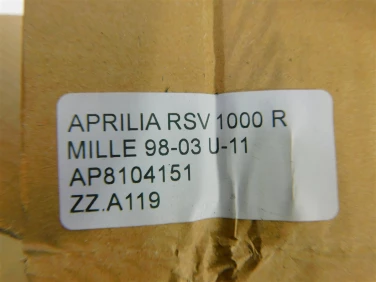 APRILIA RSV 1000 R
MILLE 98-03 U-11
AP8104151
ZZ.A119